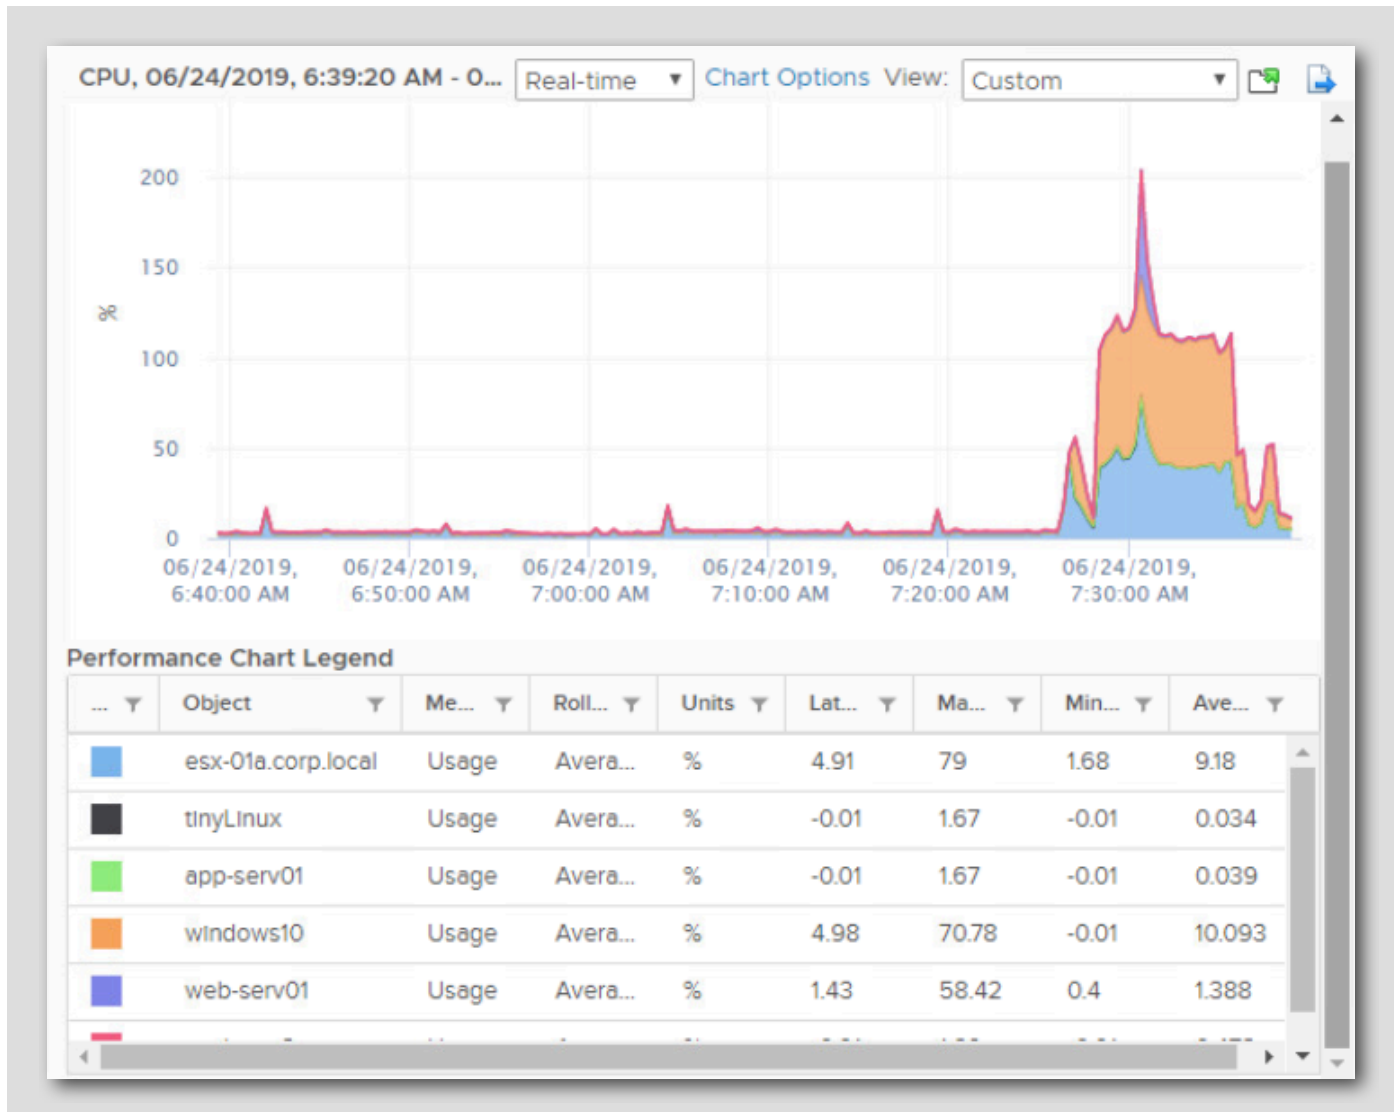 CPU, 06/24/2019, 6:39:20 AM - 0... Real-time Chart Options View: Custom
200
150
%
100
50
0
06/24/2019, 06/24/2019, 06/24/2019, 06/24/2019, 06/24/2019, 06/24/2019,
6:40:00 AM 6:50:00 AM 7:00:00 AM 7:10:00 AM 7:20:00 AM 7:30:00 AM
Performance Chart Legend
... Object Me... Roll... Units Lat... Ma... Min... Ave...
esx-01a.corp.local Usage Avera... % 4.91 79 1.68 9.18
tinyLinux Usage Avera... % -0.01 1.67 -0.01 0.034
app-serv01 Usage Avera... % -0.01 1.67 -0.01 0.039
windows10 Usage Avera... % 4.98 70.78 -0.01 10.093
web-serv01 Usage Avera... % 1.43 58.42 0.4 1.388